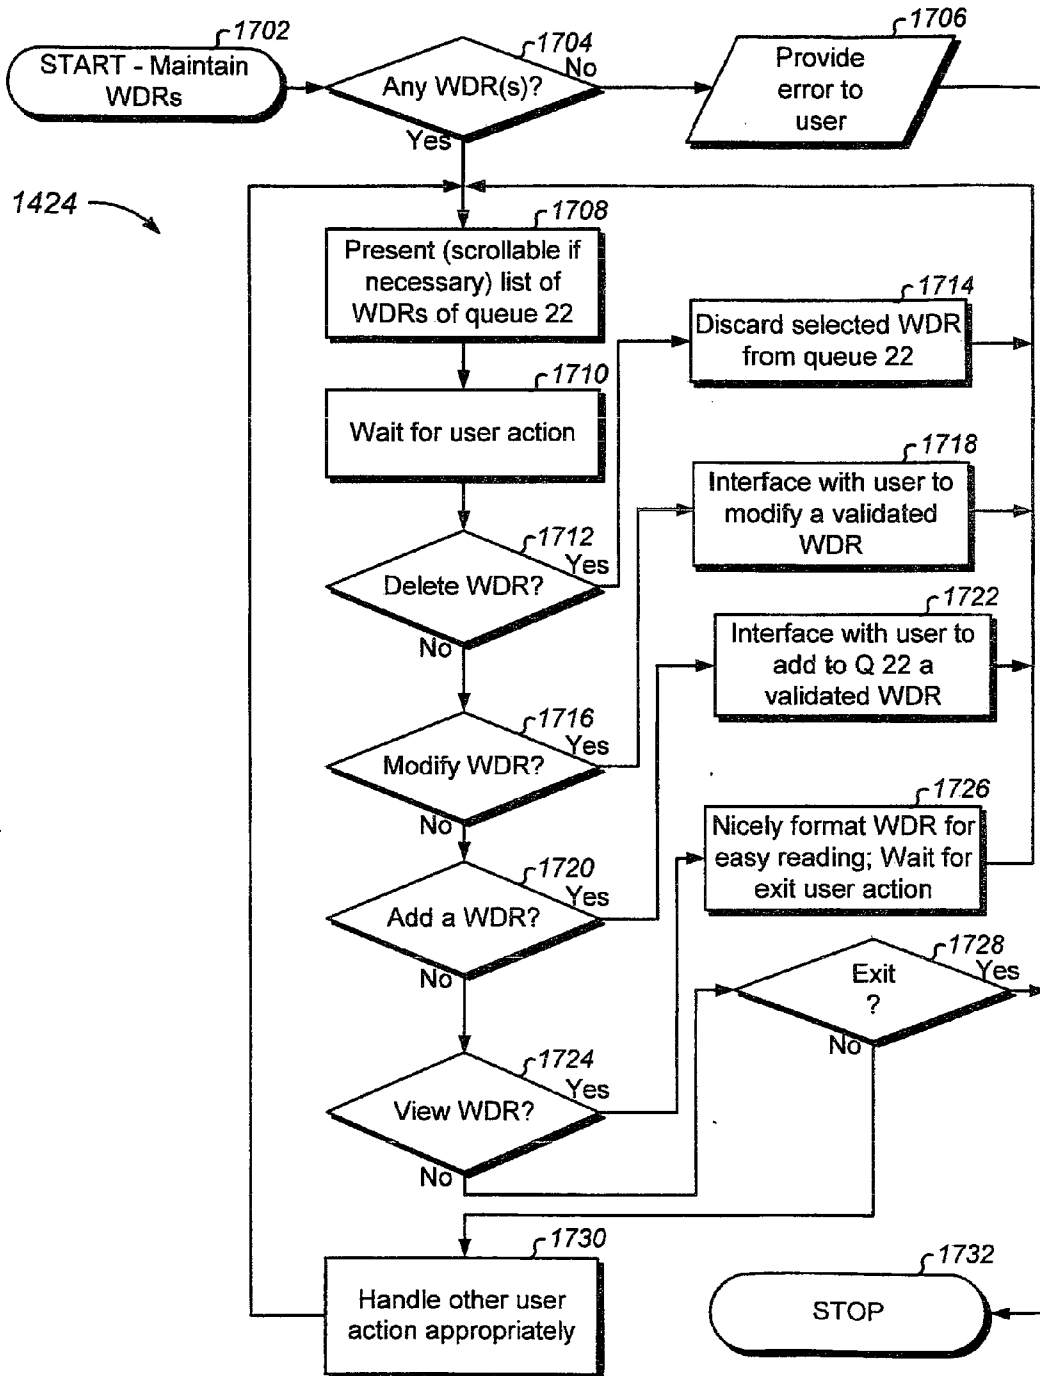 1702
START - Maintain
WDRs
1704
Any WDR(s)?
No
Yes
1706
Provide
error to
user
1424
1708
Present (scrollable if
necessary) list of
WDRs of queue 22
1710
Wait for user action
1712
Delete WDR?
Yes
No
1714
Discard selected WDR
from queue 22
1716
Modify WDR?
Yes
No
1718
Interface with user to
modify a validated
WDR
1720
Add a WDR?
Yes
No
1722
Interface with user to
add to Q 22 a
validated WDR
1724
View WDR?
Yes
No
1726
Nicely format WDR for
easy reading; Wait for
exit user action
1728
Exit
?
Yes
No
1730
Handle other user
action appropriately
1732
STOP